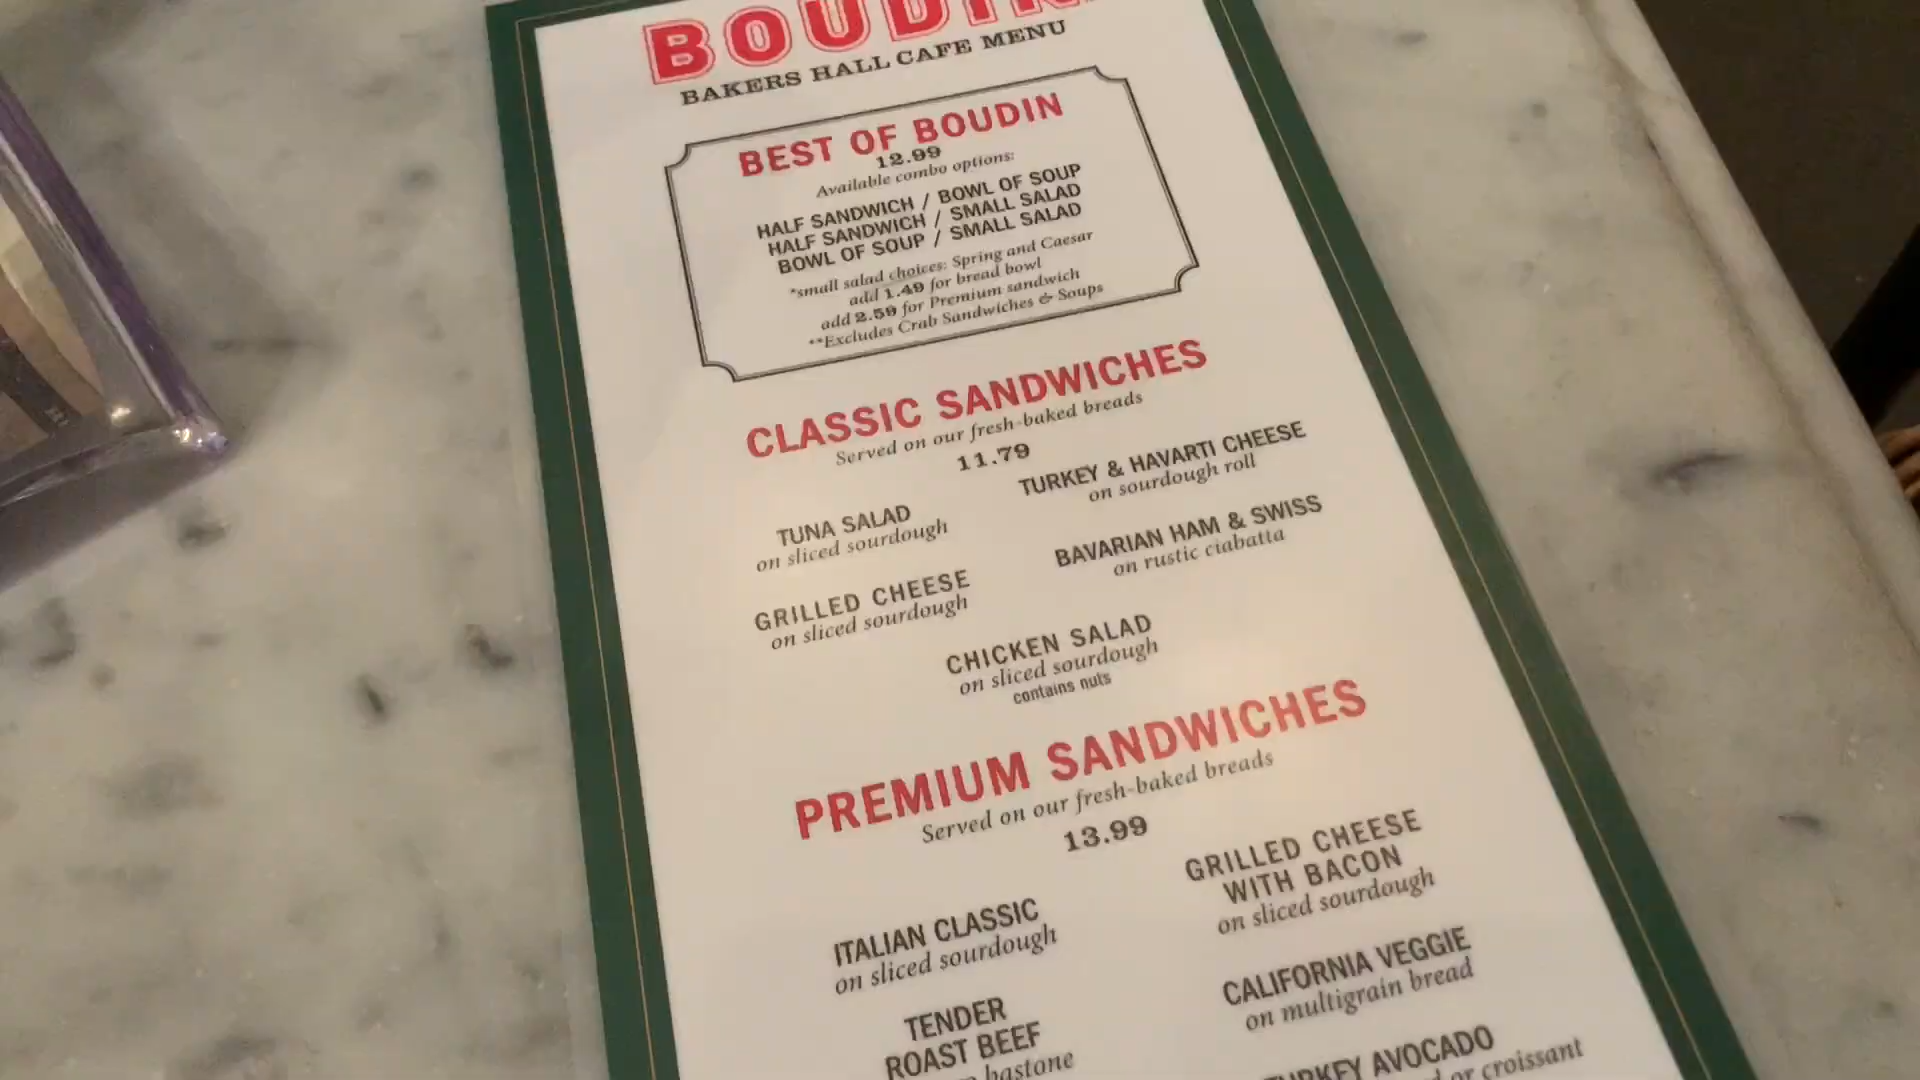 BOUDIN
BAKERS HALL CAFE MENU
BEST OF BOUDIN
12.99
Available combo options:
HALF SANDWICH / BOWL OF SOUP
HALF SANDWICH / SMALL SALAD
BOWL OF SOUP / SMALL SALAD
*small salad choices: Spring and Caesar
add 1.49 for bread bowl
add 2.59 for Premium sandwich
**Excludes Crab Sandwiches & Soups
CLASSIC SANDWICHES
Served on our fresh-baked breads
11.79
TUNA SALAD
on sliced sourdough
TURKEY & HAVARTI CHEESE
on sourdough roll
GRILLED CHEESE
on sliced sourdough
BAVARIAN HAM & SWISS
on rustic ciabatta
CHICKEN SALAD
on sliced sourdough
contains nuts
PREMIUM SANDWICHES
Served on our fresh-baked breads
13.99
ITALIAN CLASSIC
on sliced sourdough
GRILLED CHEESE
WITH BACON
on sliced sourdough
TENDER
ROAST BEEF
bastone
CALIFORNIA VEGGIE
on multigrain bread
TURKEY AVOCADO
or croissant